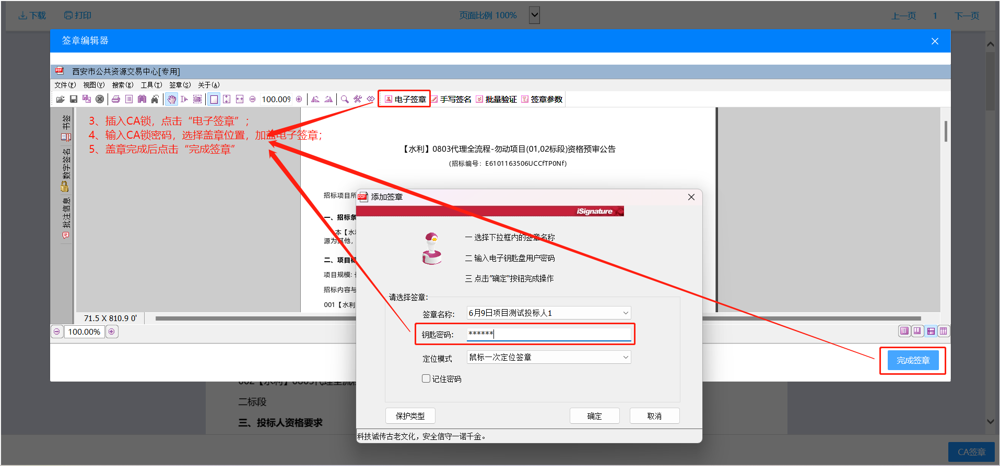 下载 打印 页面比例 100% 上一页 1 下一页
签章编辑器
西安市公共资源交易中心[专用]
文件(F) 视图(V) 搜索(E) 工具(T) 签章(S) 关于(A)
100.00% 电子签章 手写签名 批量验证 签章参数
书签
数字签名
批注信息
3、插入CA锁，点击“电子签章”；
4、输入CA锁密码，选择盖章位置，加盖电子签章；
5、盖章完成后点击“完成签章”
【水利】0803代理全流程-勿动项目(01,02标段)资格预审公告
(招标编号：E6101163506UCCfTP0Nf)
招标项目所
一、招标条
本【水
源为其他，
二、项目
项目规模:
招标内容与
001【水利
添加签章
iSignature
一 选择下拉框内的签章名称
二 输入电子钥匙盘用户密码
三 点击"确定"按钮完成操作
请选择签章:
签章名称: 6月9日项目测试投标人1
钥匙密码: ******
定位模式 鼠标一次定位签章
记住密码
保护类型 确定 取消
科技诚传古老文化，安全信守一诺千金。
71.5 X 810.9 0'
100.00%
完成签章
002【水利】0803代理全流程
二标段
三、投标人资格要求
CA签章